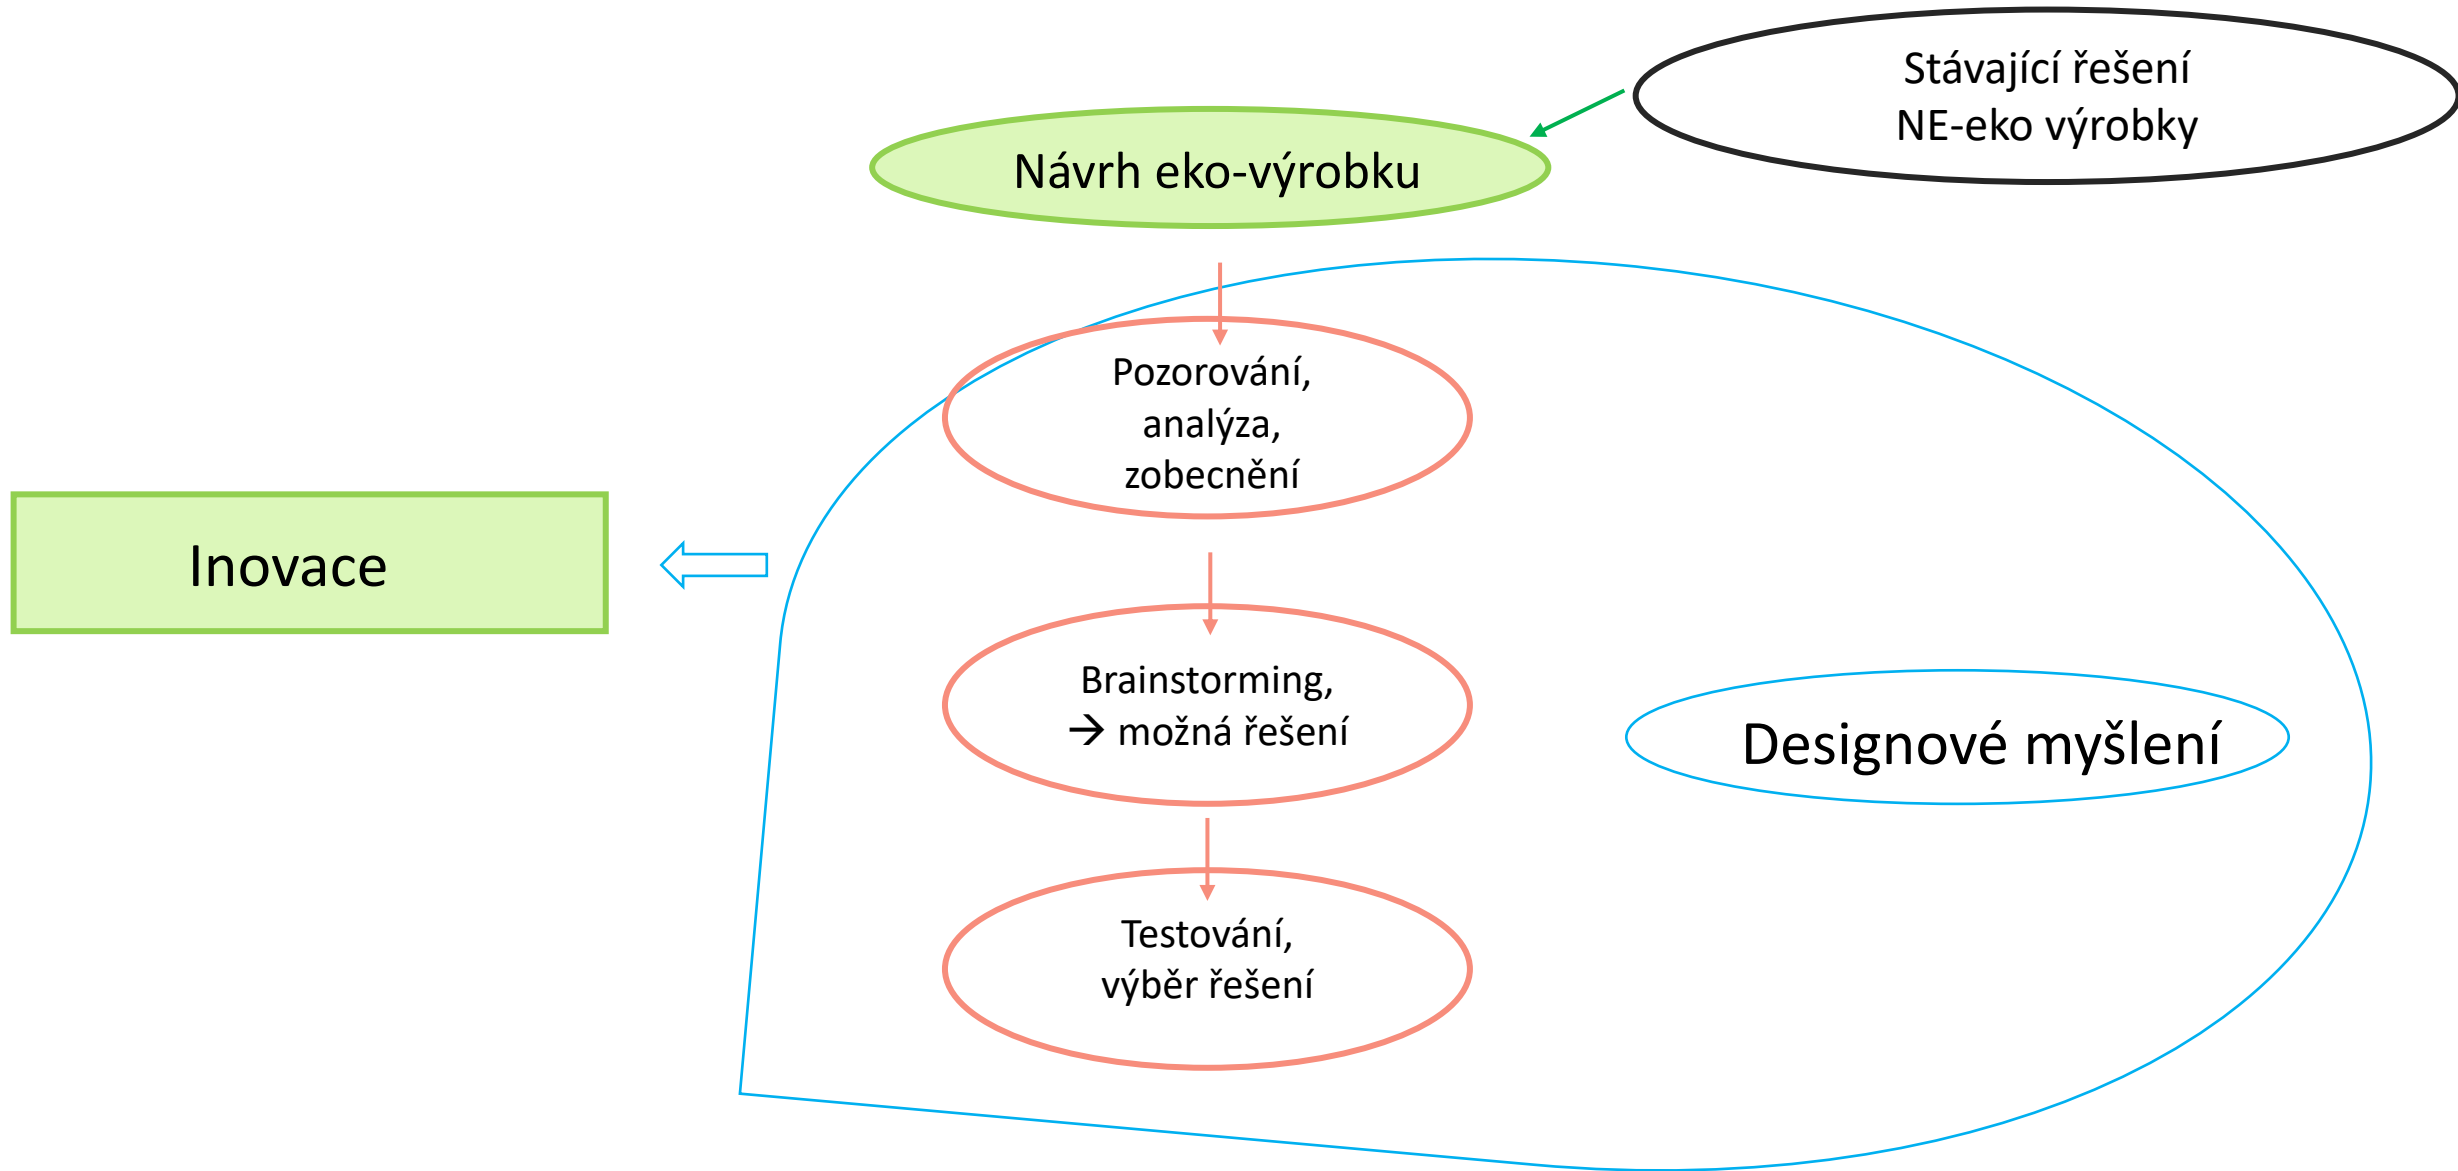 Stávající řešení
NE-eko výrobky
Návrh eko-výrobku
Pozorování,
analýza,
zobecnění
Inovace
Brainstorming,
→ možná řešení
Designové myšlení
Testování,
výběr řešení